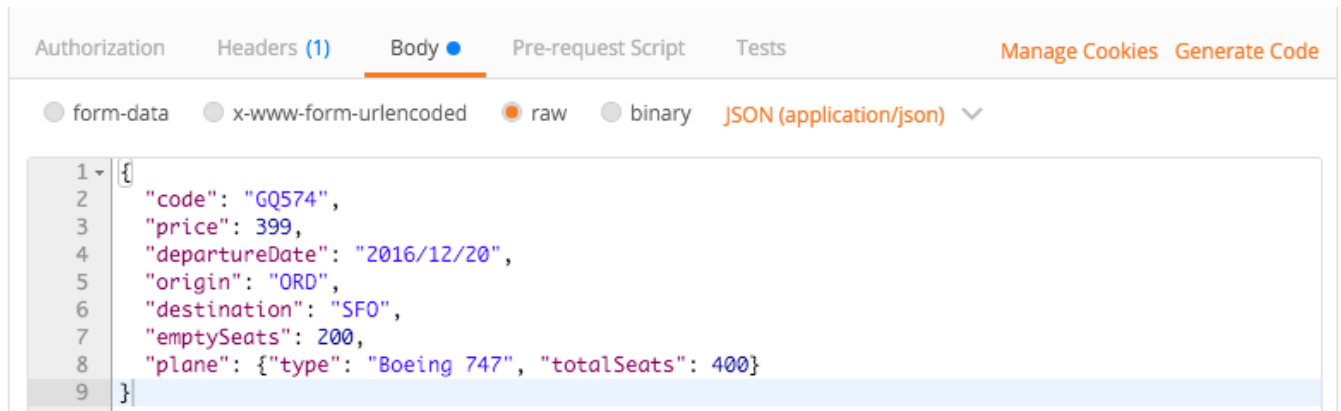 Authorization Headers (1) Body Pre-request Script Tests Manage Cookies Generate Code
form-data x-www-form-urlencoded raw binary JSON (application/json)
1 {
2 "code": "GQ574",
3 "price": 399,
4 "departureDate": "2016/12/20",
5 "origin": "ORD",
6 "destination": "SFO",
7 "emptySeats": 200,
8 "plane": {"type": "Boeing 747", "totalSeats": 400}
9 }